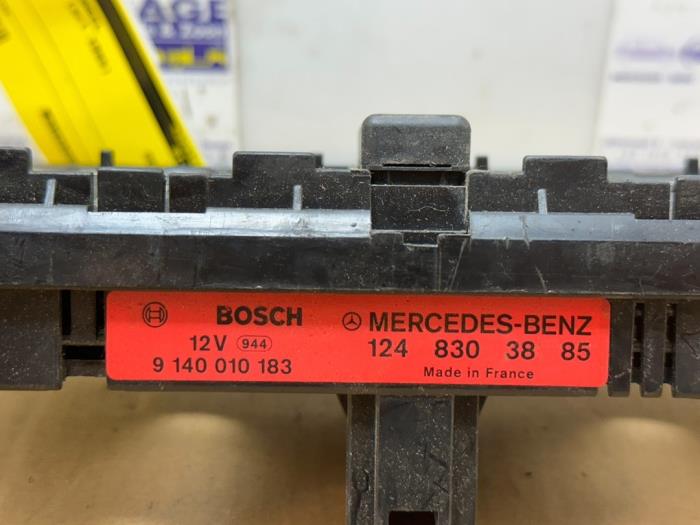 BOSCH MERCEDES-BENZ
12V 944 124 830 38 85
9 140 010 183 Made in France